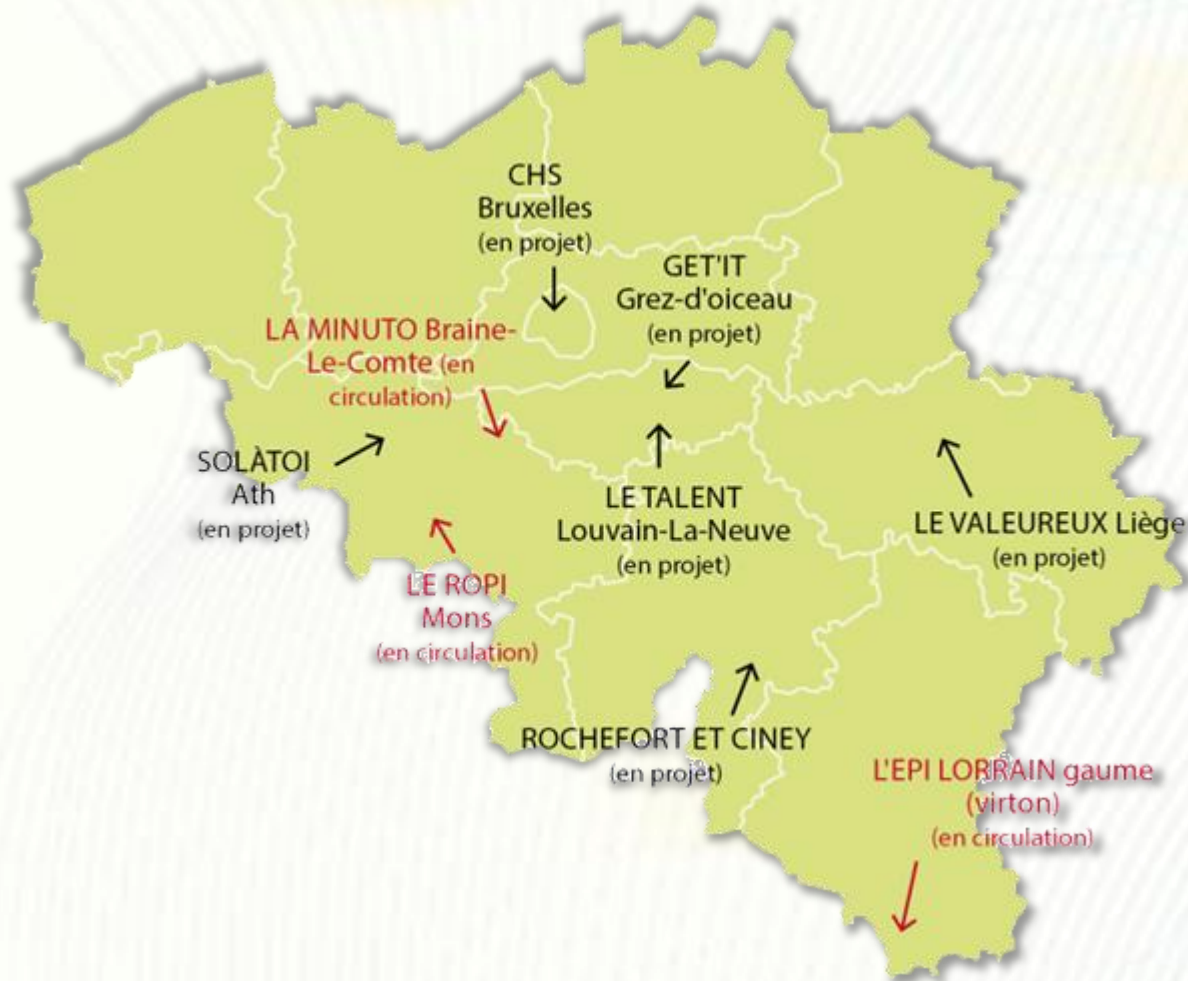 CHS
Bruxelles
(en projet)
GET'IT
Grez-d'oiceau
(en projet)
LA MINUTO Braine-
Le-Comte (en
circulation)
SOLÀTOI
Ath
(en projet)
LE TALENT
Louvain-La-Neuve
(en projet)
LE VALEUREUX Liège
(en projet)
LE ROPI
Mons
(en circulation)
ROCHEFORT ET CINEY
(en projet)
L'EPI LORRAIN gaume
(virton)
(en circulation)